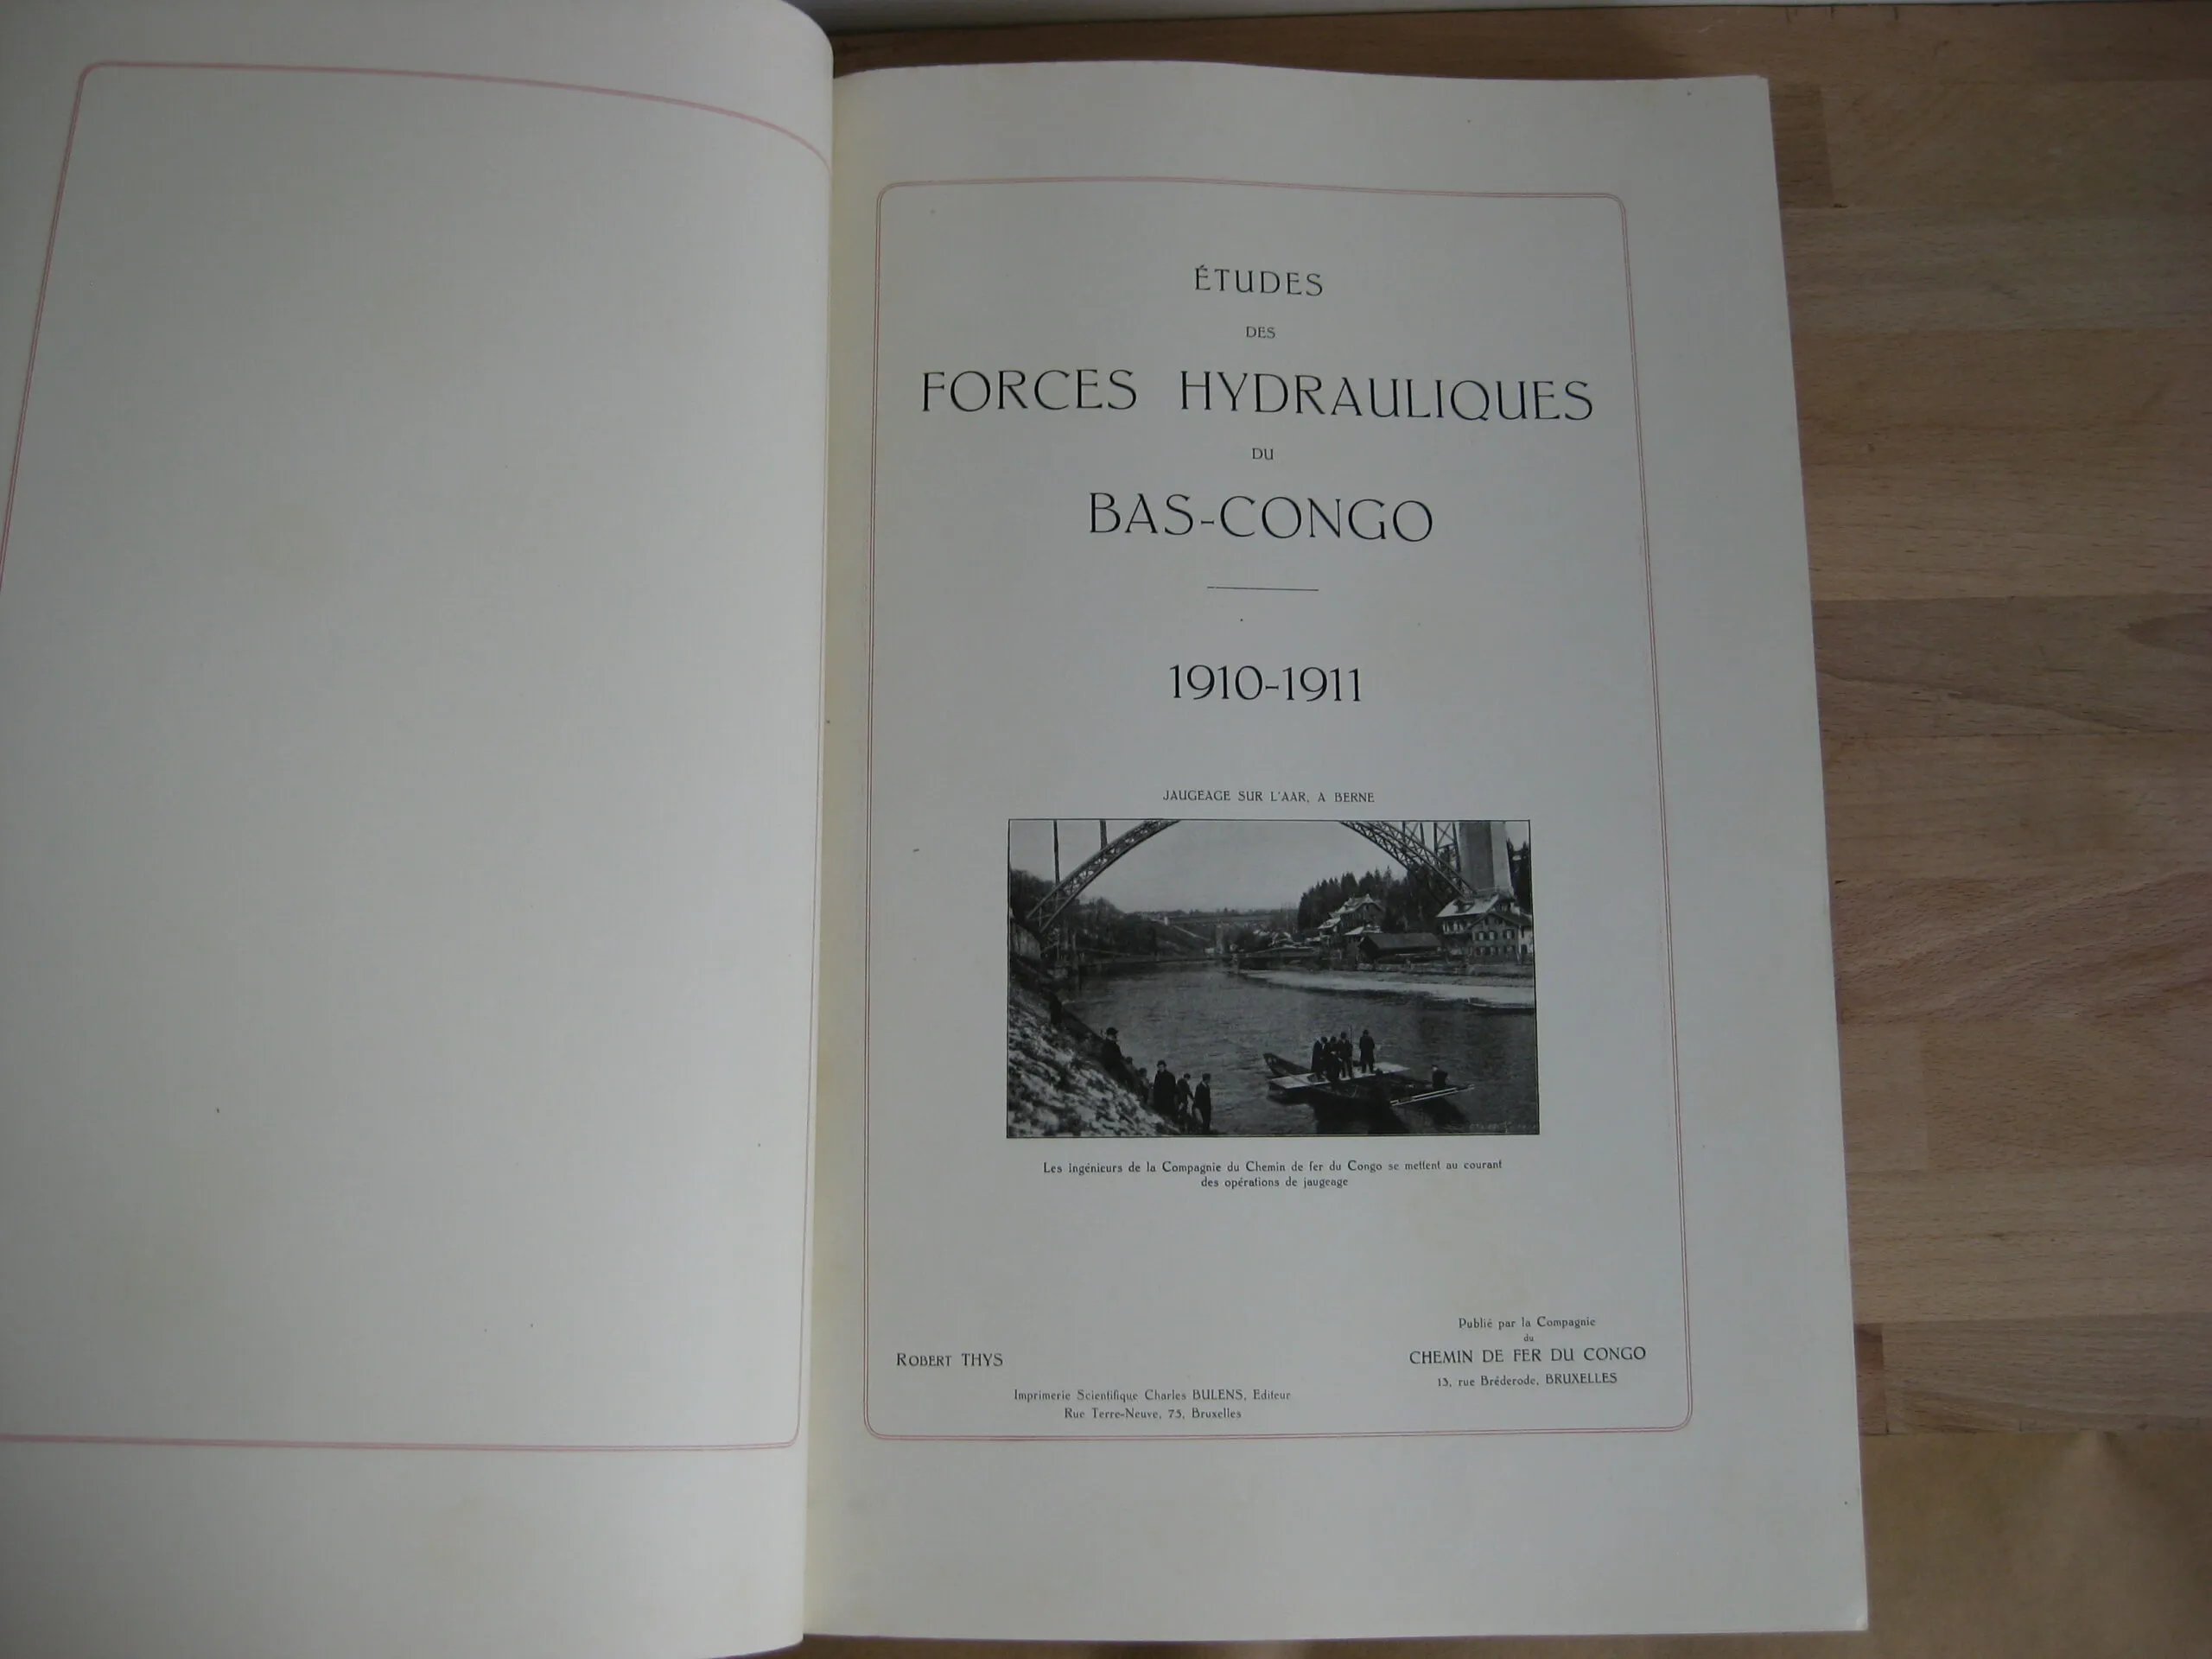 ÉTUDES
DES
FORCES HYDRAULIQUES
DU
BAS-CONGO
1910-1911
JAUGEAGE SUR L'AAR, A BERNE
Les ingénieurs de la Compagnie du Chemin de fer du Congo se mettent au courant
des opérations de jaugeage
ROBERT THYS
Publié par la Compagnie
du
CHEMIN DE FER DU CONGO
13, rue Bréderode, BRUXELLES
Imprimerie Scientifique Charles BULENS, Editeur
Rue Terre-Neuve, 75, Bruxelles